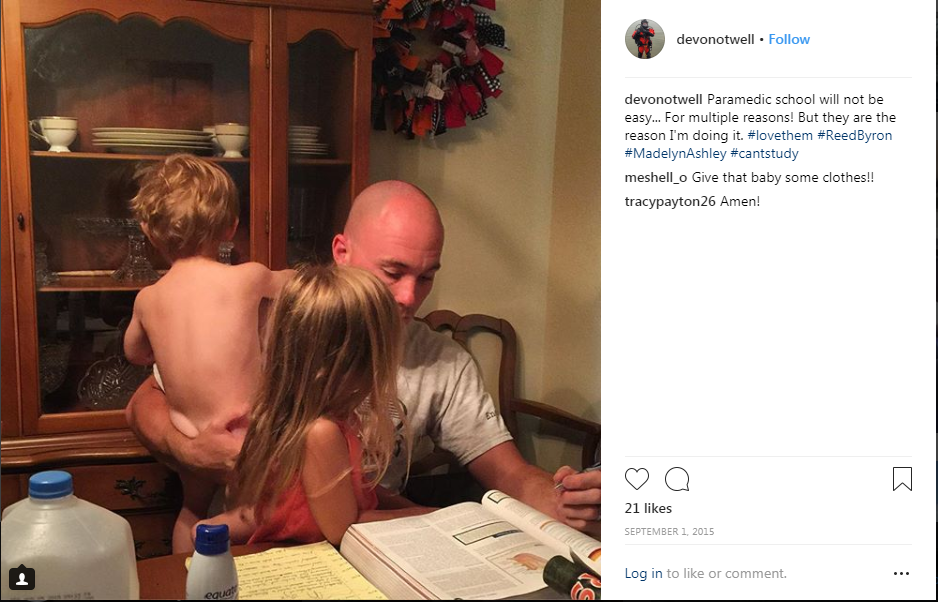 devonotwell • Follow
devonotwell Paramedic school will not be
easy... For multiple reasons! But they are the
reason I'm doing it. #lovethem #ReedByron
#MadelynAshley #cantstudy
meshell_o Give that baby some clothes!!
tracypayton26 Amen!
21 likes
SEPTEMBER 1, 2015
Log in to like or comment.
equate